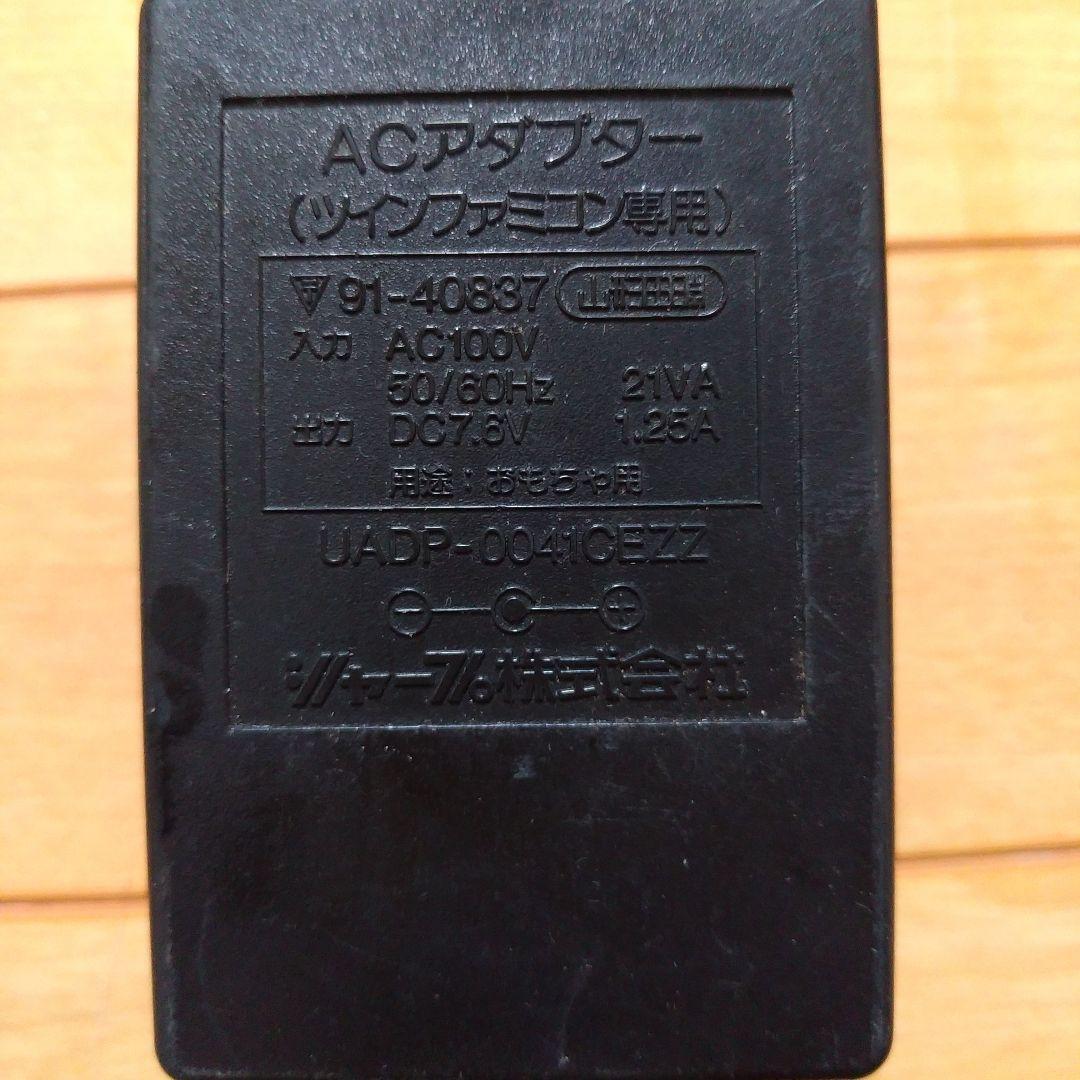 ACアダプター
(ツインファミコン専用)
91-40837
入力 AC100V
50/60Hz 21VA
出力 DC7.6V 1.25A
用途:おもちゃ用
UADP-0041CEZZ
シャープ株式会社